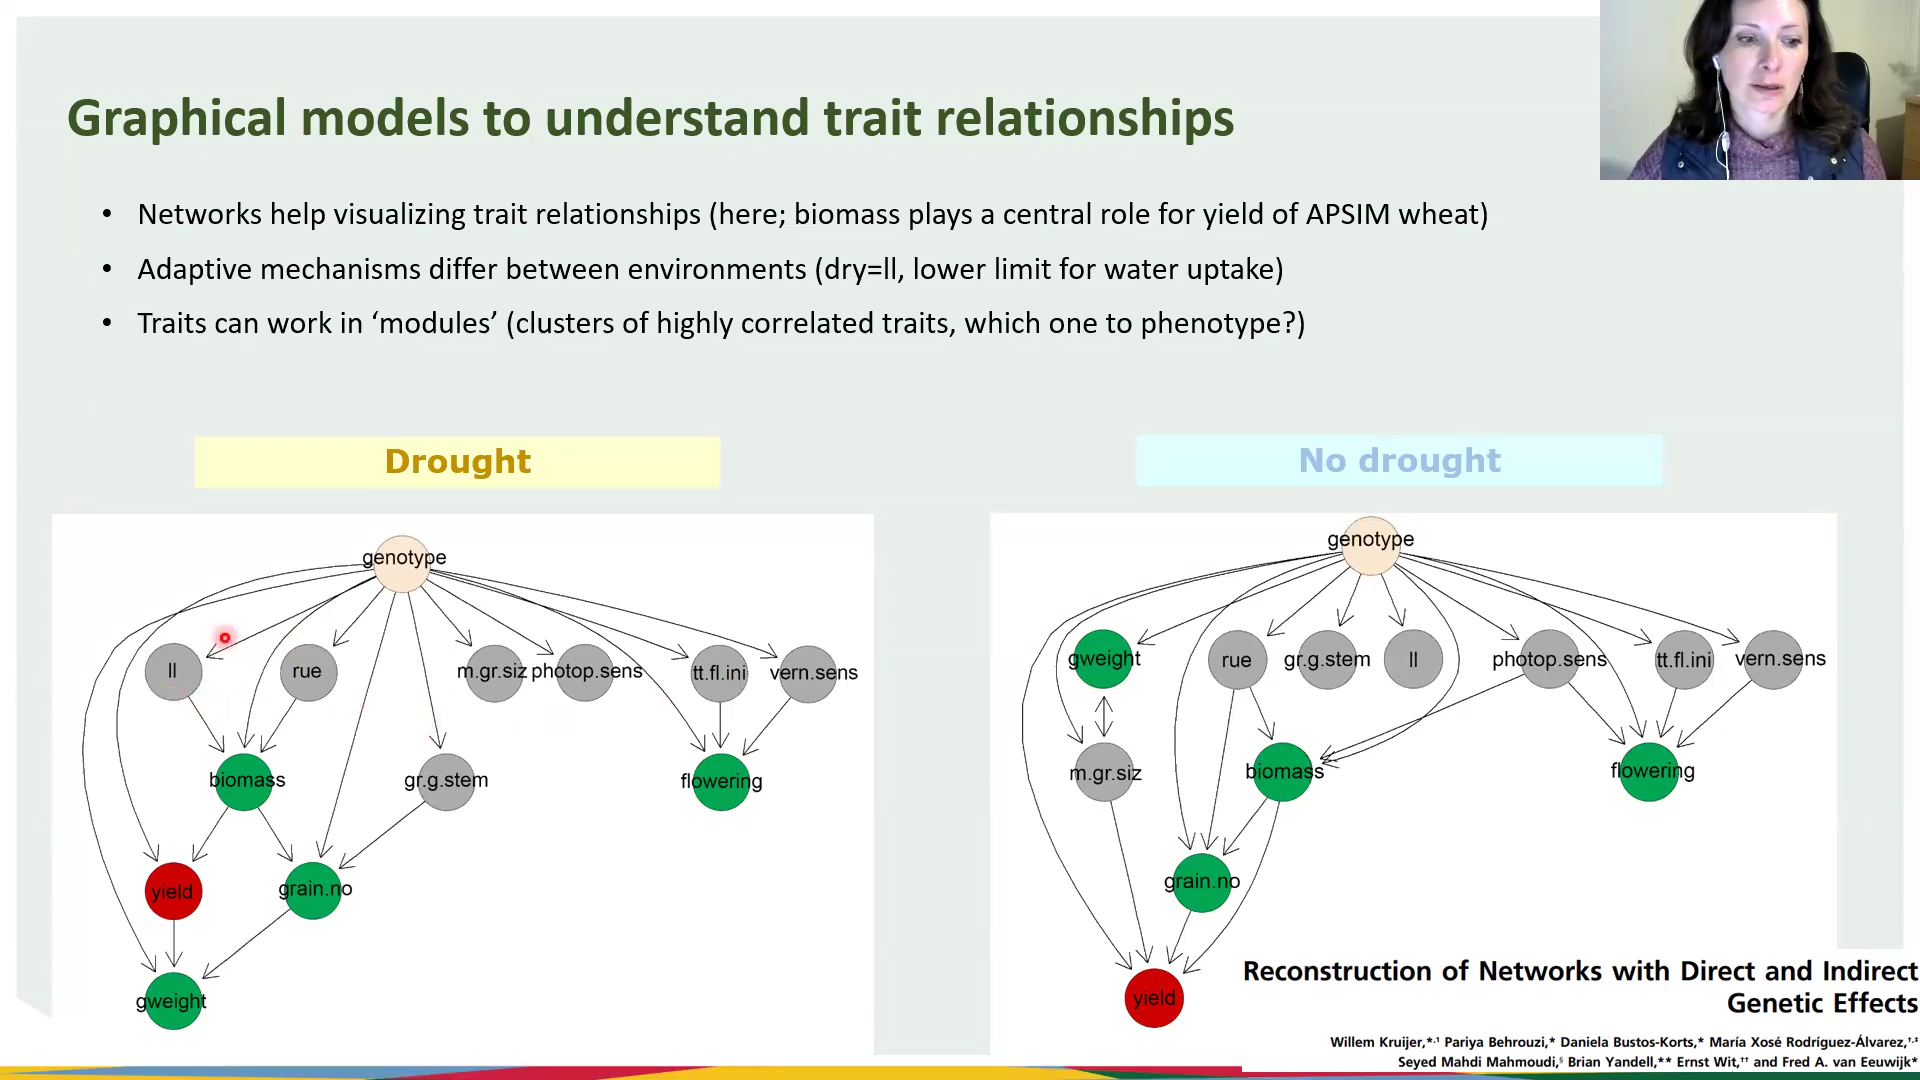 Graphical models to understand trait relationships
• Networks help visualizing trait relationships (here; biomass plays a central role for yield of APSIM wheat)
• Adaptive mechanisms differ between environments (dry=ll, lower limit for water uptake)
• Traits can work in ‘modules’ (clusters of highly correlated traits, which one to phenotype?)
Drought
genotype
ll
rue
m.gr.siz
photop.sens
tt.fl.ini
vern.sens
biomass
gr.g.stem
flowering
yield
grain.no
gweight
No drought
genotype
gweight
rue
gr.g.stem
ll
photop.sens
tt.fl.ini
vern.sens
m.gr.siz
biomass
flowering
grain.no
yield
Reconstruction of Networks with Direct and Indirect
Genetic Effects
Willem Kruijer,*,1 Pariya Behrouzi,* Daniela Bustos-Korts,* María Xosé Rodríguez-Álvarez,†,‡
Seyed Mahdi Mahmoudi,§ Brian Yandell,** Ernst Wit,†† and Fred A. van Eeuwijk*